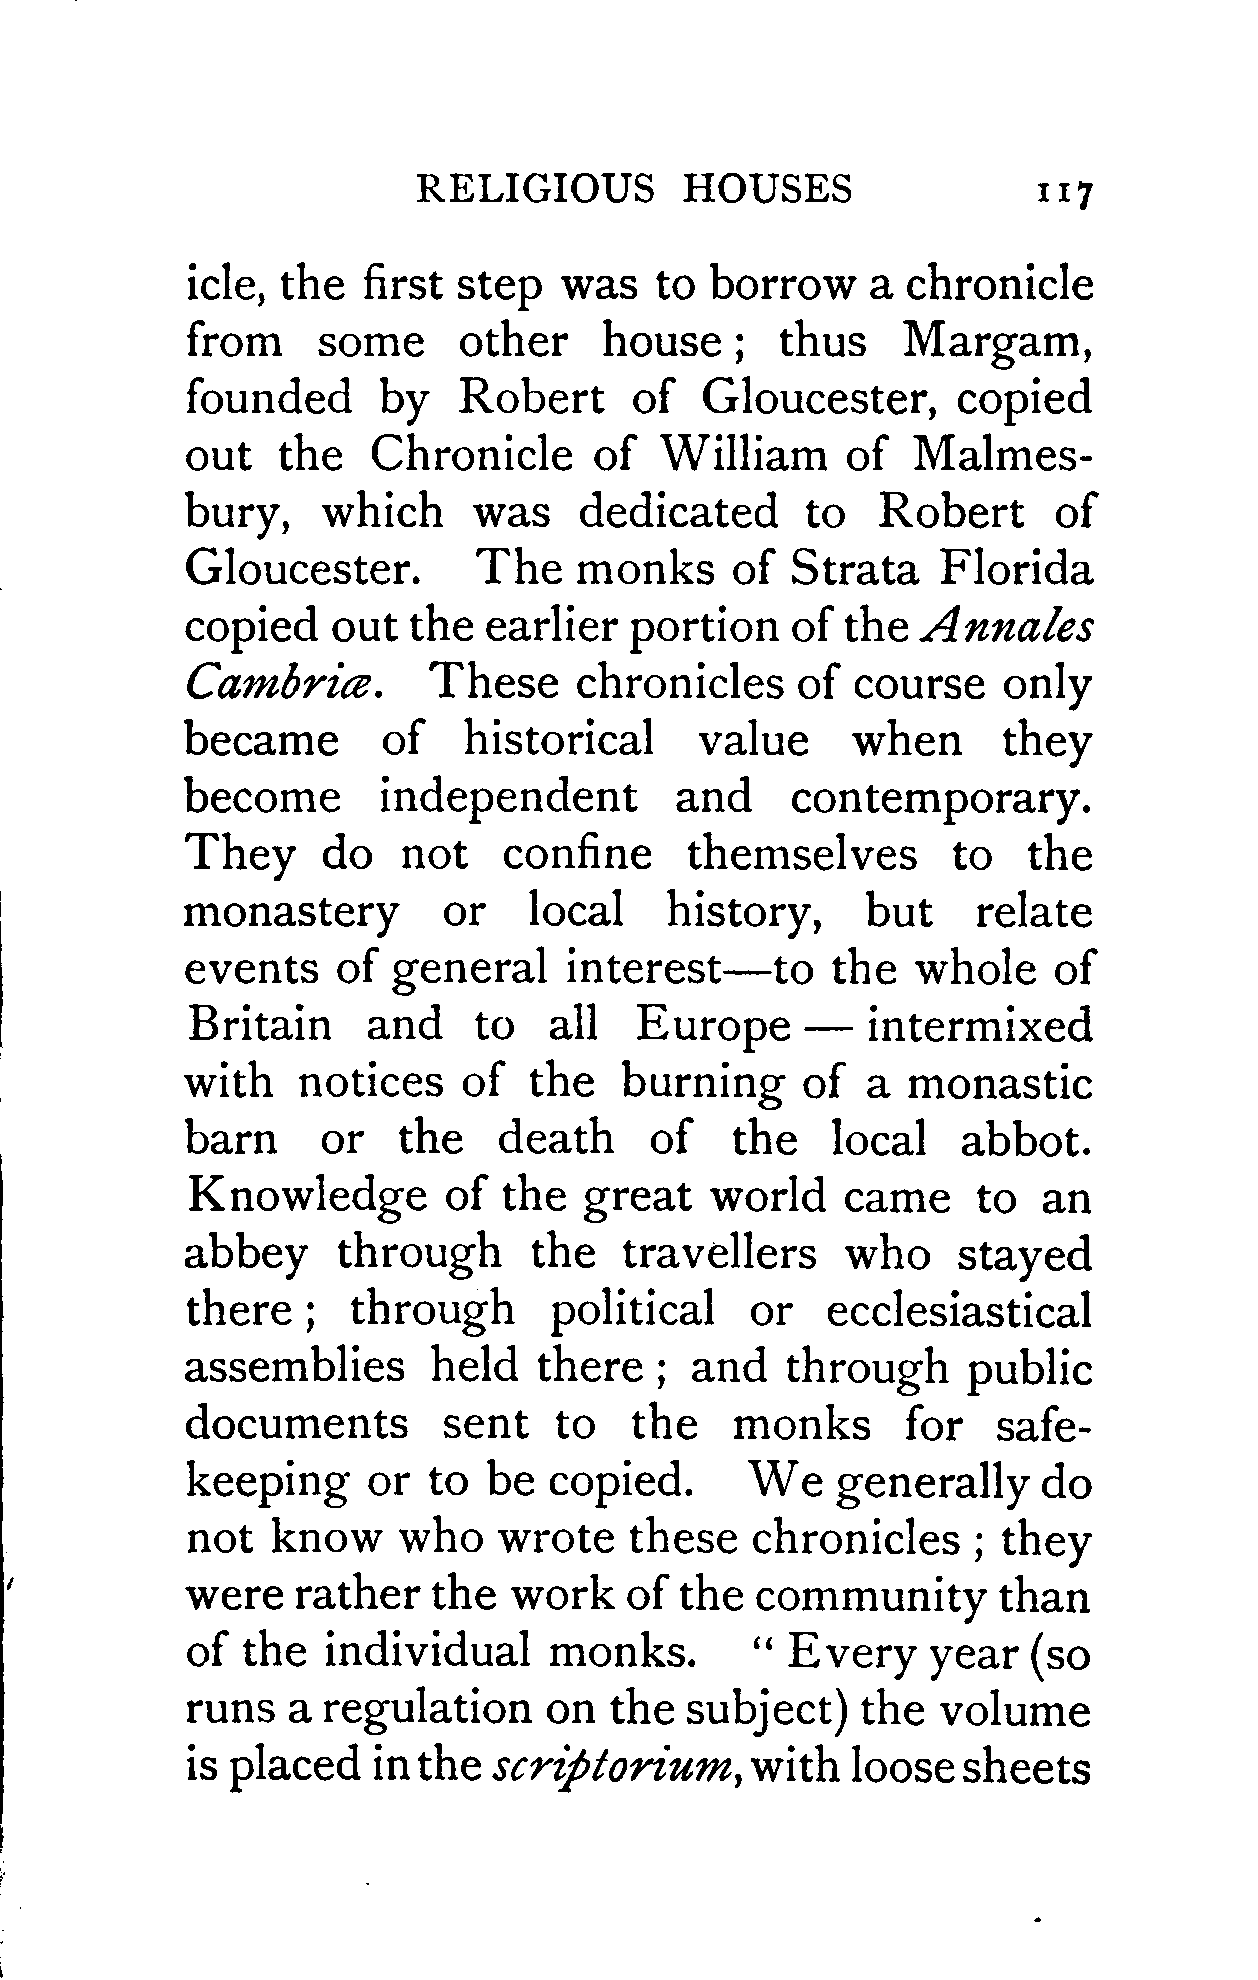 RELIGIOUS HOUSES 117
icle, the first step was to borrow a chronicle
from some other house ; thus Margam,
founded by Robert of Gloucester, copied
out the Chronicle of William of Malmes-
bury, which was dedicated to Robert of
Gloucester. The monks of Strata Florida
copied out the earlier portion of the Annales
Cambriæ. These chronicles of course only
became of historical value when they
become independent and contemporary.
They do not confine themselves to the
monastery or local history, but relate
events of general interest—to the whole of
Britain and to all Europe — intermixed
with notices of the burning of a monastic
barn or the death of the local abbot.
Knowledge of the great world came to an
abbey through the travellers who stayed
there ; through political or ecclesiastical
assemblies held there ; and through public
documents sent to the monks for safe-
keeping or to be copied. We generally do
not know who wrote these chronicles ; they
were rather the work of the community than
of the individual monks. “ Every year (so
runs a regulation on the subject) the volume
is placed in the scriptorium, with loose sheets